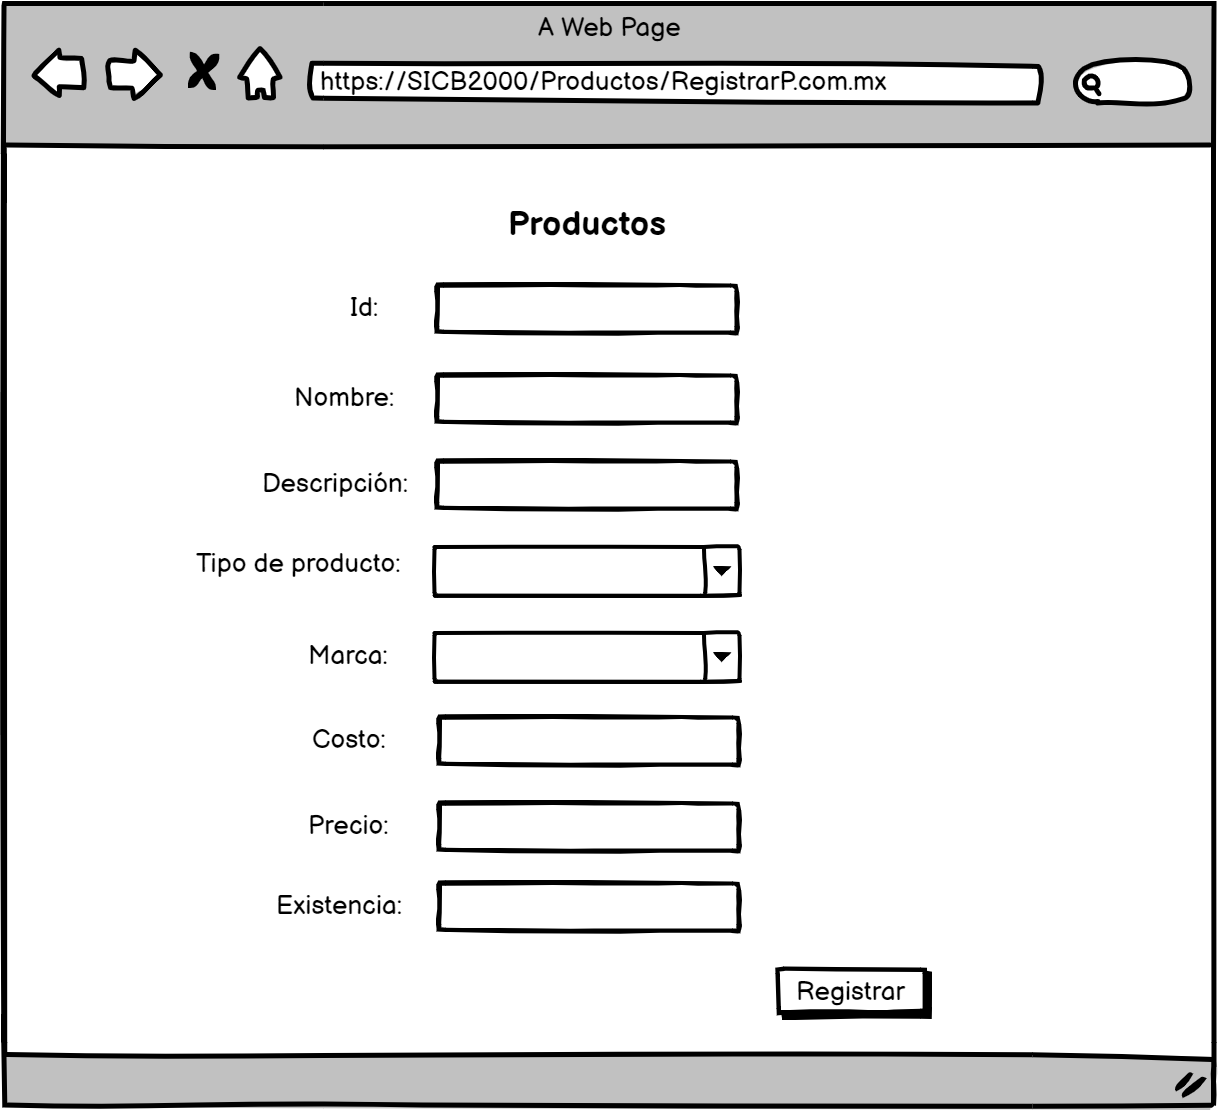 A Web Page
https://SICB2000/Productos/RegistrarP.com.mx
Productos
Id:
Nombre:
Descripción:
Tipo de producto:
Marca:
Costo:
Precio:
Existencia:
Registrar